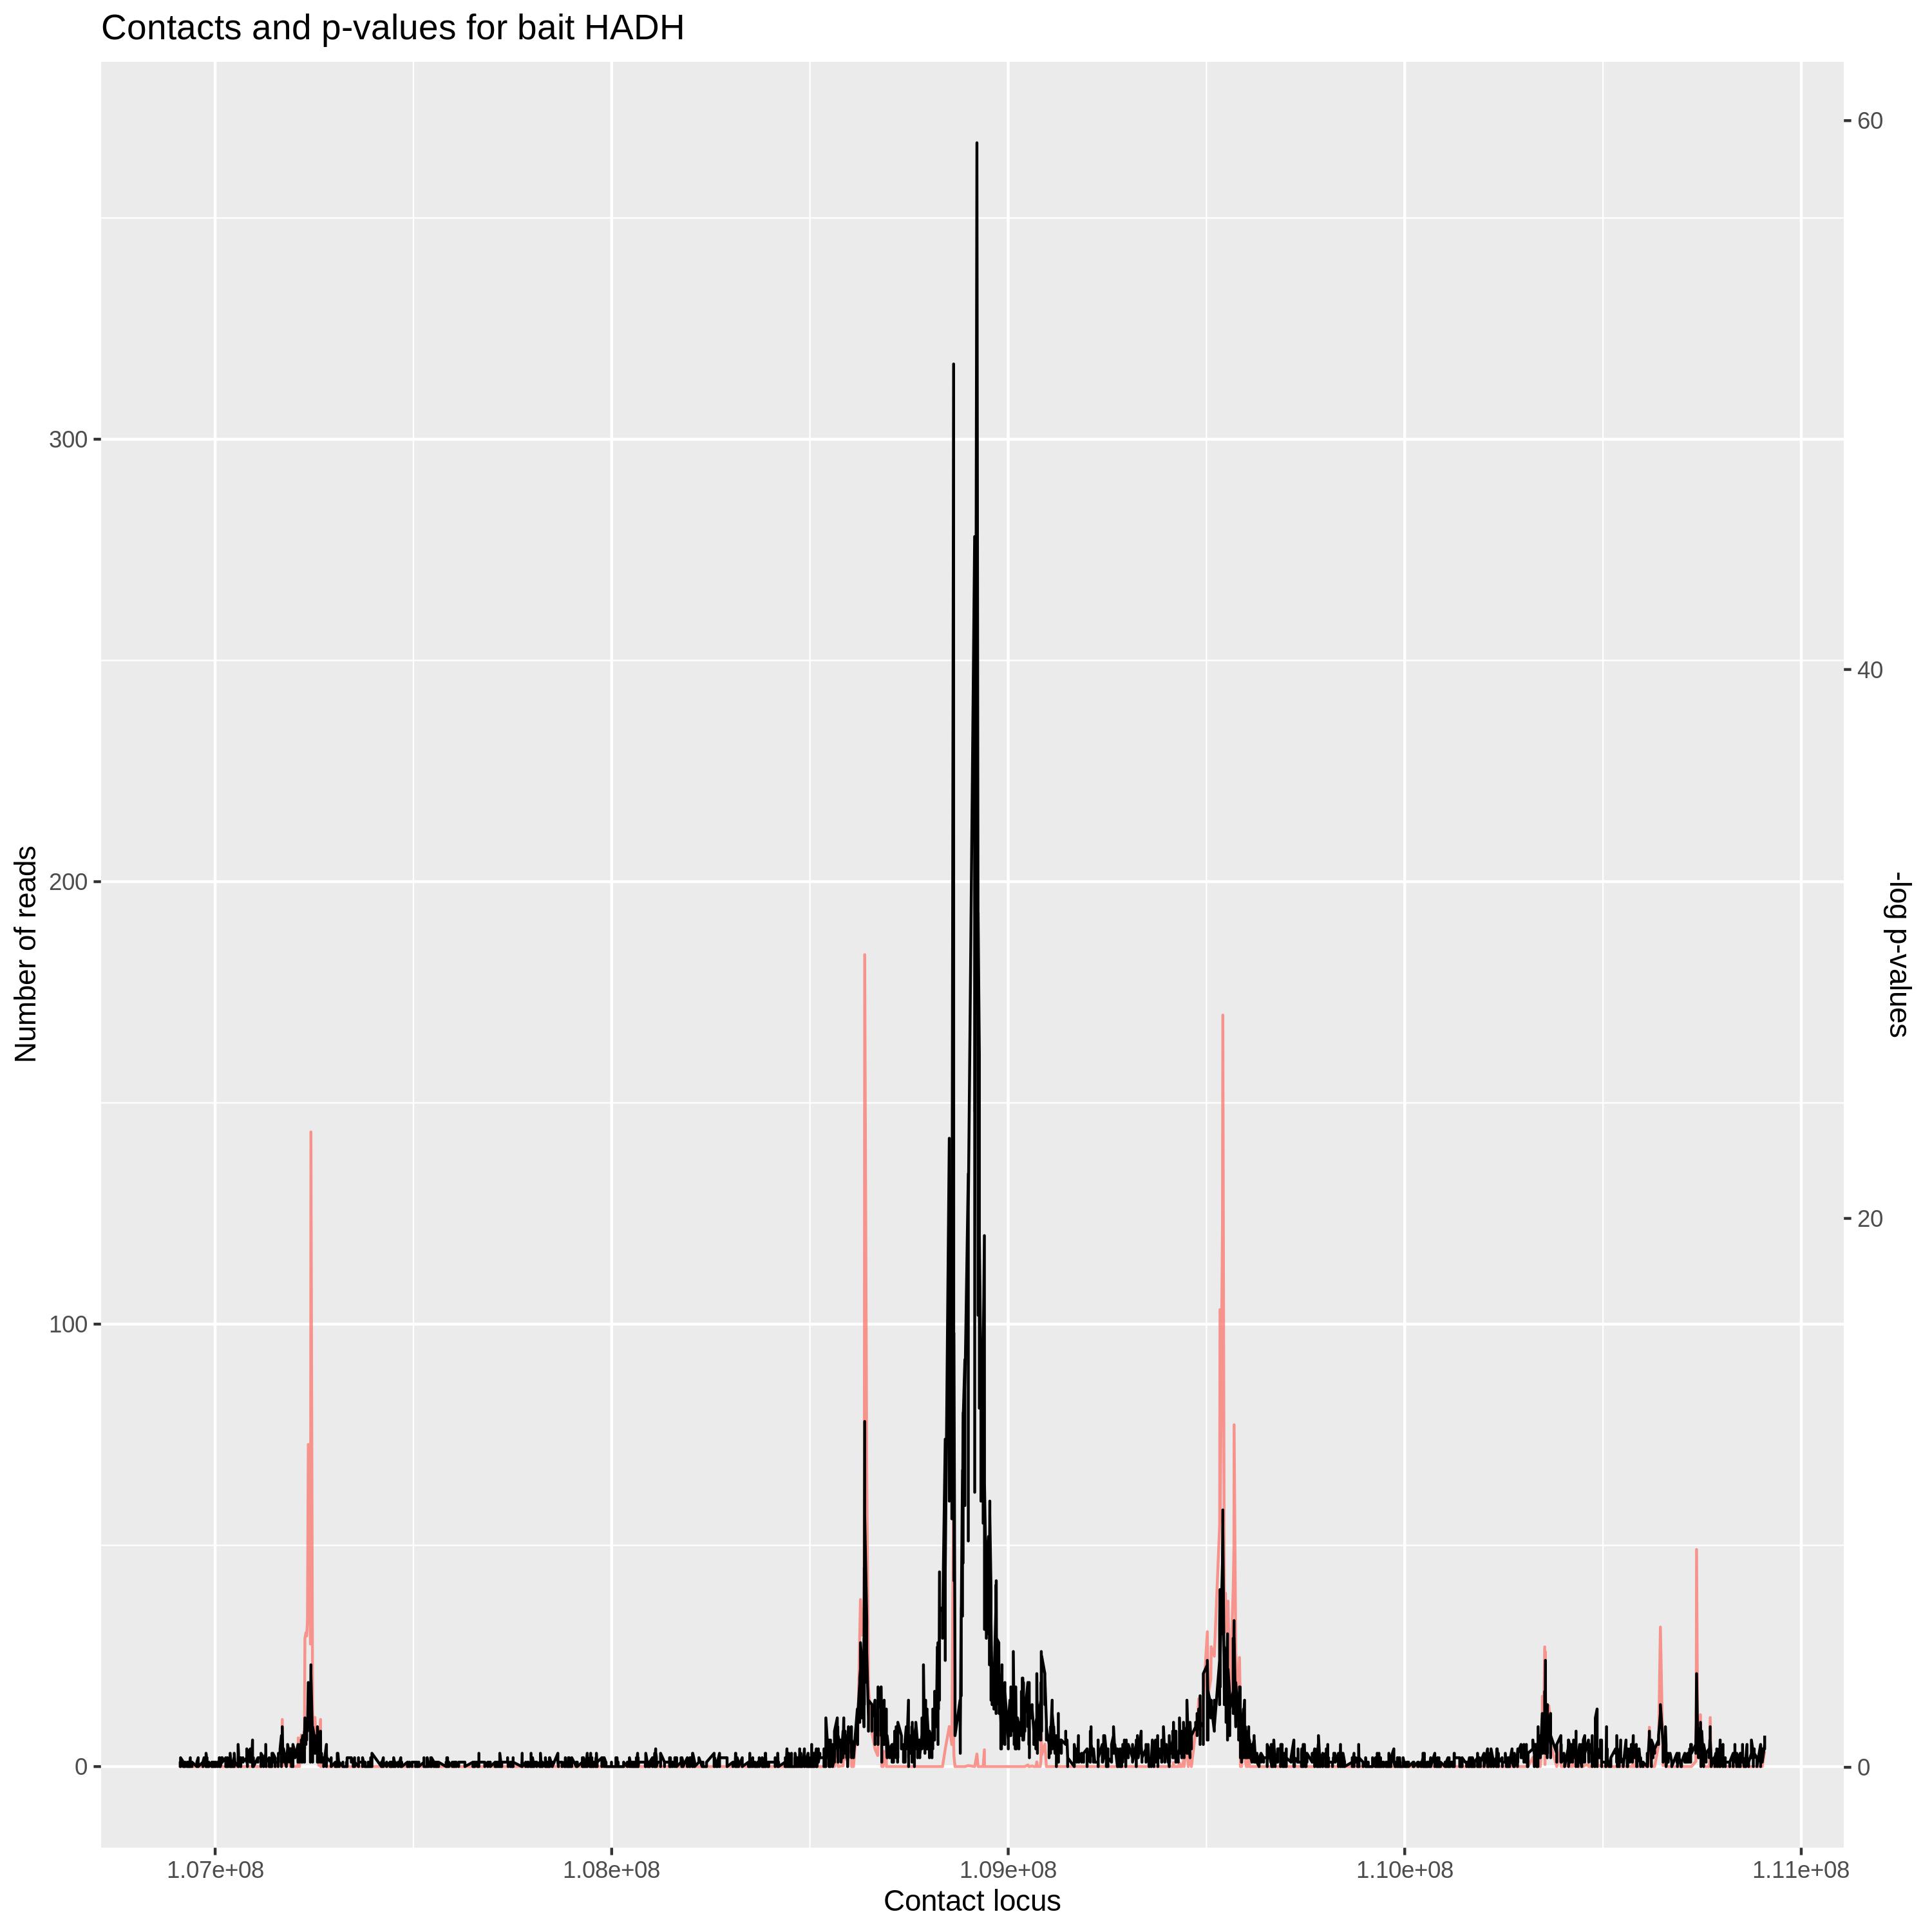 Contacts and p-values for bait HADH
60
300
40
200
Number of reads
-log p-values
20
100
0
0
1.07e+08
1.08e+08
1.09e+08
1.10e+08
1.11e+08
Contact locus